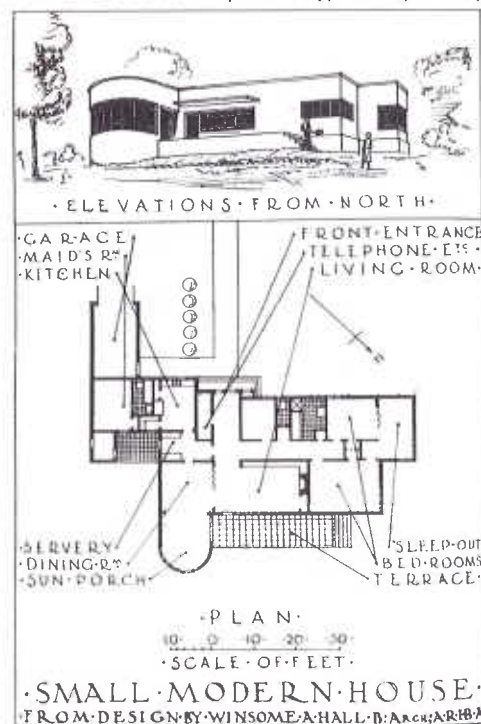 ·ELEVATIONS·FROM·NORTH·
·GARAGE
·MAID'S RM
·KITCHEN
FRONT·ENTRANCE
·TELEPHONE·ETC
·LIVING·ROOM·
N
·SERVERY
·DINING·RM
·SUN·PORCH
'SLEEP·OUT
BED·ROOMS
TERRACE·
·PLAN·
10· ·0· ·10· ·20· ·30·
·SCALE·OF·FEET·
·SMALL·MODERN·HOUSE·
·FROM·DESIGN·BY·WINSOME·A·HALL·B·ARCH;A·R·I·B·A